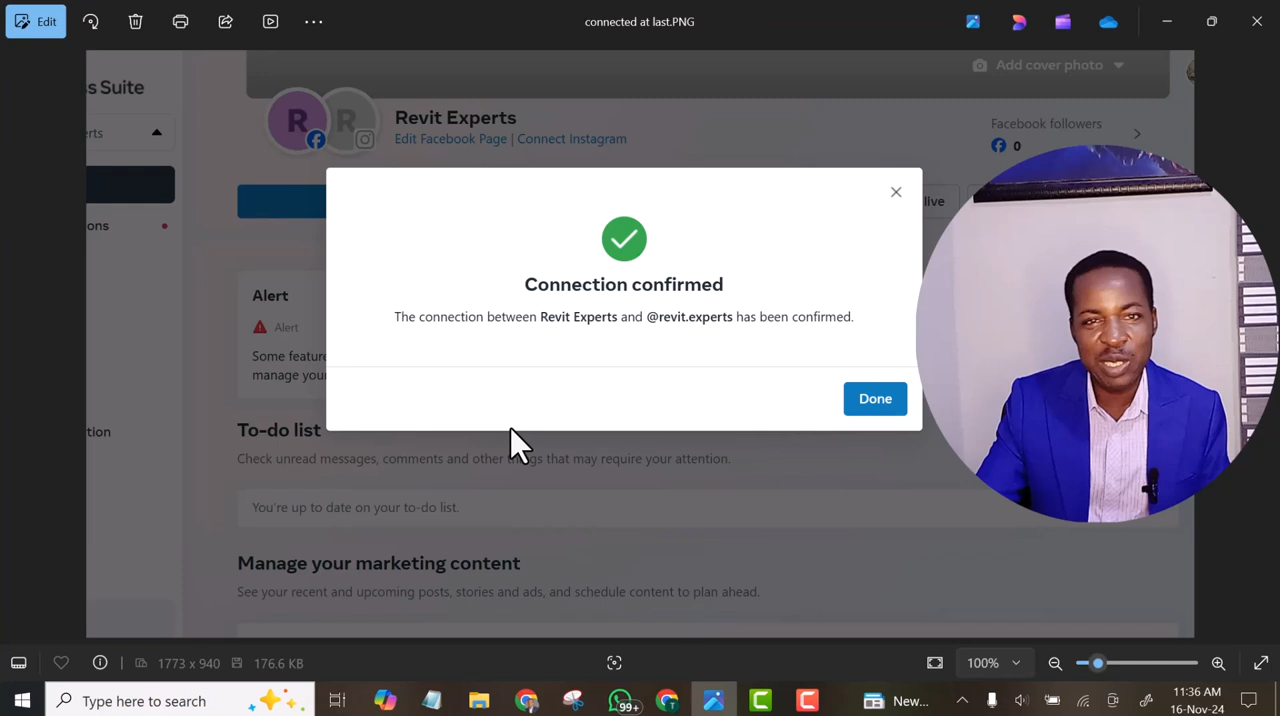 Edit
connected at last.PNG
s Suite
Add cover photo
erts
R
R
Revit Experts
Edit Facebook Page | Connect Instagram
Facebook followers
0
live
ons
Connection confirmed
The connection between Revit Experts and @revit.experts has been confirmed.
Done
Alert
Alert
Some feature
manage your
tion
To-do list
Check unread messages, comments and other things that may require your attention.
You're up to date on your to-do list.
Manage your marketing content
See your recent and upcoming posts, stories and ads, and schedule content to plan ahead.
1773 x 940
176.6 KB
100%
Type here to search
99+
New...
11:36 AM
16-Nov-24